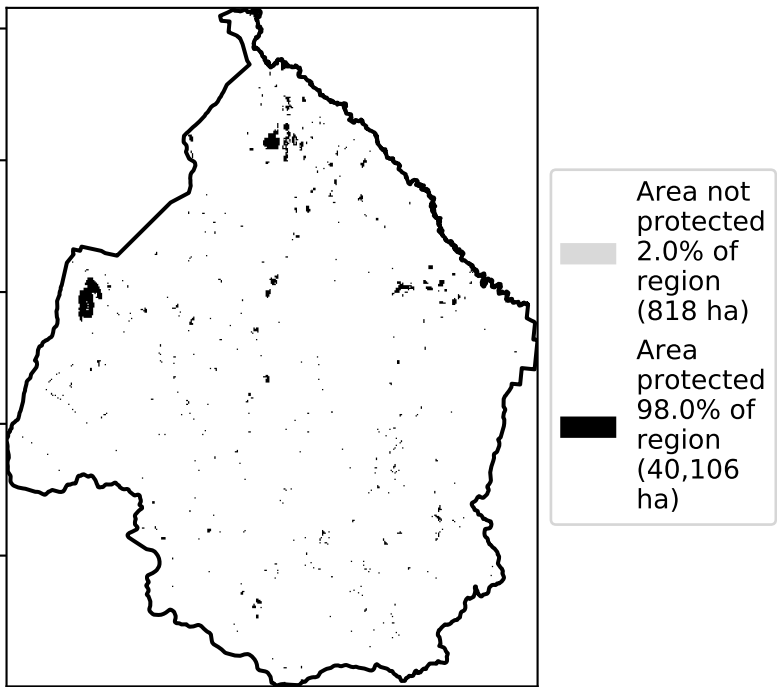 Area not
protected
2.0% of
region
(818 ha)
Area
protected
98.0% of
region
(40,106
ha)